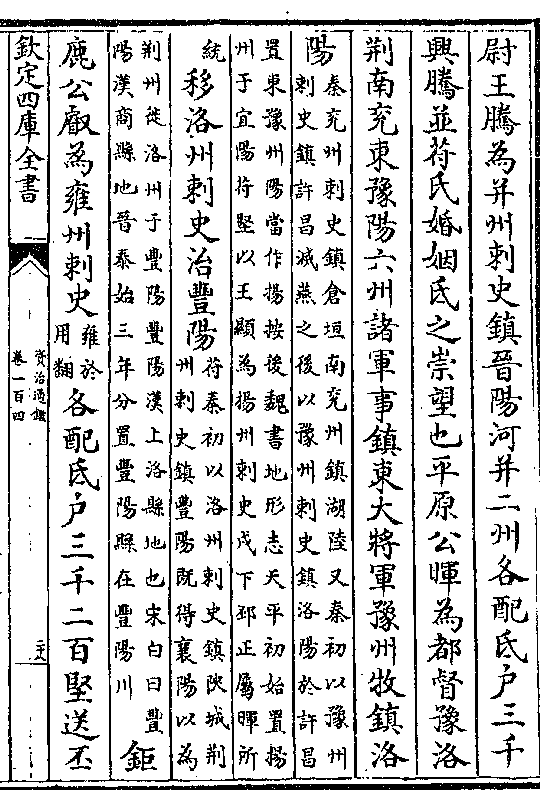 尉王騰為并州刺史鎮晉陽河并二州各配氐户三千
興騰並苻氏婚姻氐之崇望也平原公暉為都督豫洛
荆南兖東豫陽六州諸軍事鎮東大將軍豫州牧鎮洛
陽
秦兖州刺史鎮倉垣南兖州鎮湖陸又秦初以豫州
刺史鎮許昌滅燕之後以豫州刺史鎮洛陽於許昌
置東豫州陽當作揚按後魏書地形志天平初始置揚
州于宜陽苻堅以王顯為揚州刺史戍下邳正屬暉所
統
移洛州刺史治豐陽
苻秦初以洛州刺史鎮陜城荆
州刺史鎮豐陽既得襄陽以為
荆州徙洛州于豐陽豐陽漢上洛縣地也宋白曰豐
陽漢商縣地晉泰始三年分置豐陽縣在豐陽川
鉅
鹿公叡為雍州刺史
雍於
用翻
各配氐户三千二百堅送丕
欽定四庫全書
資治通鑑
卷一百四
二十六